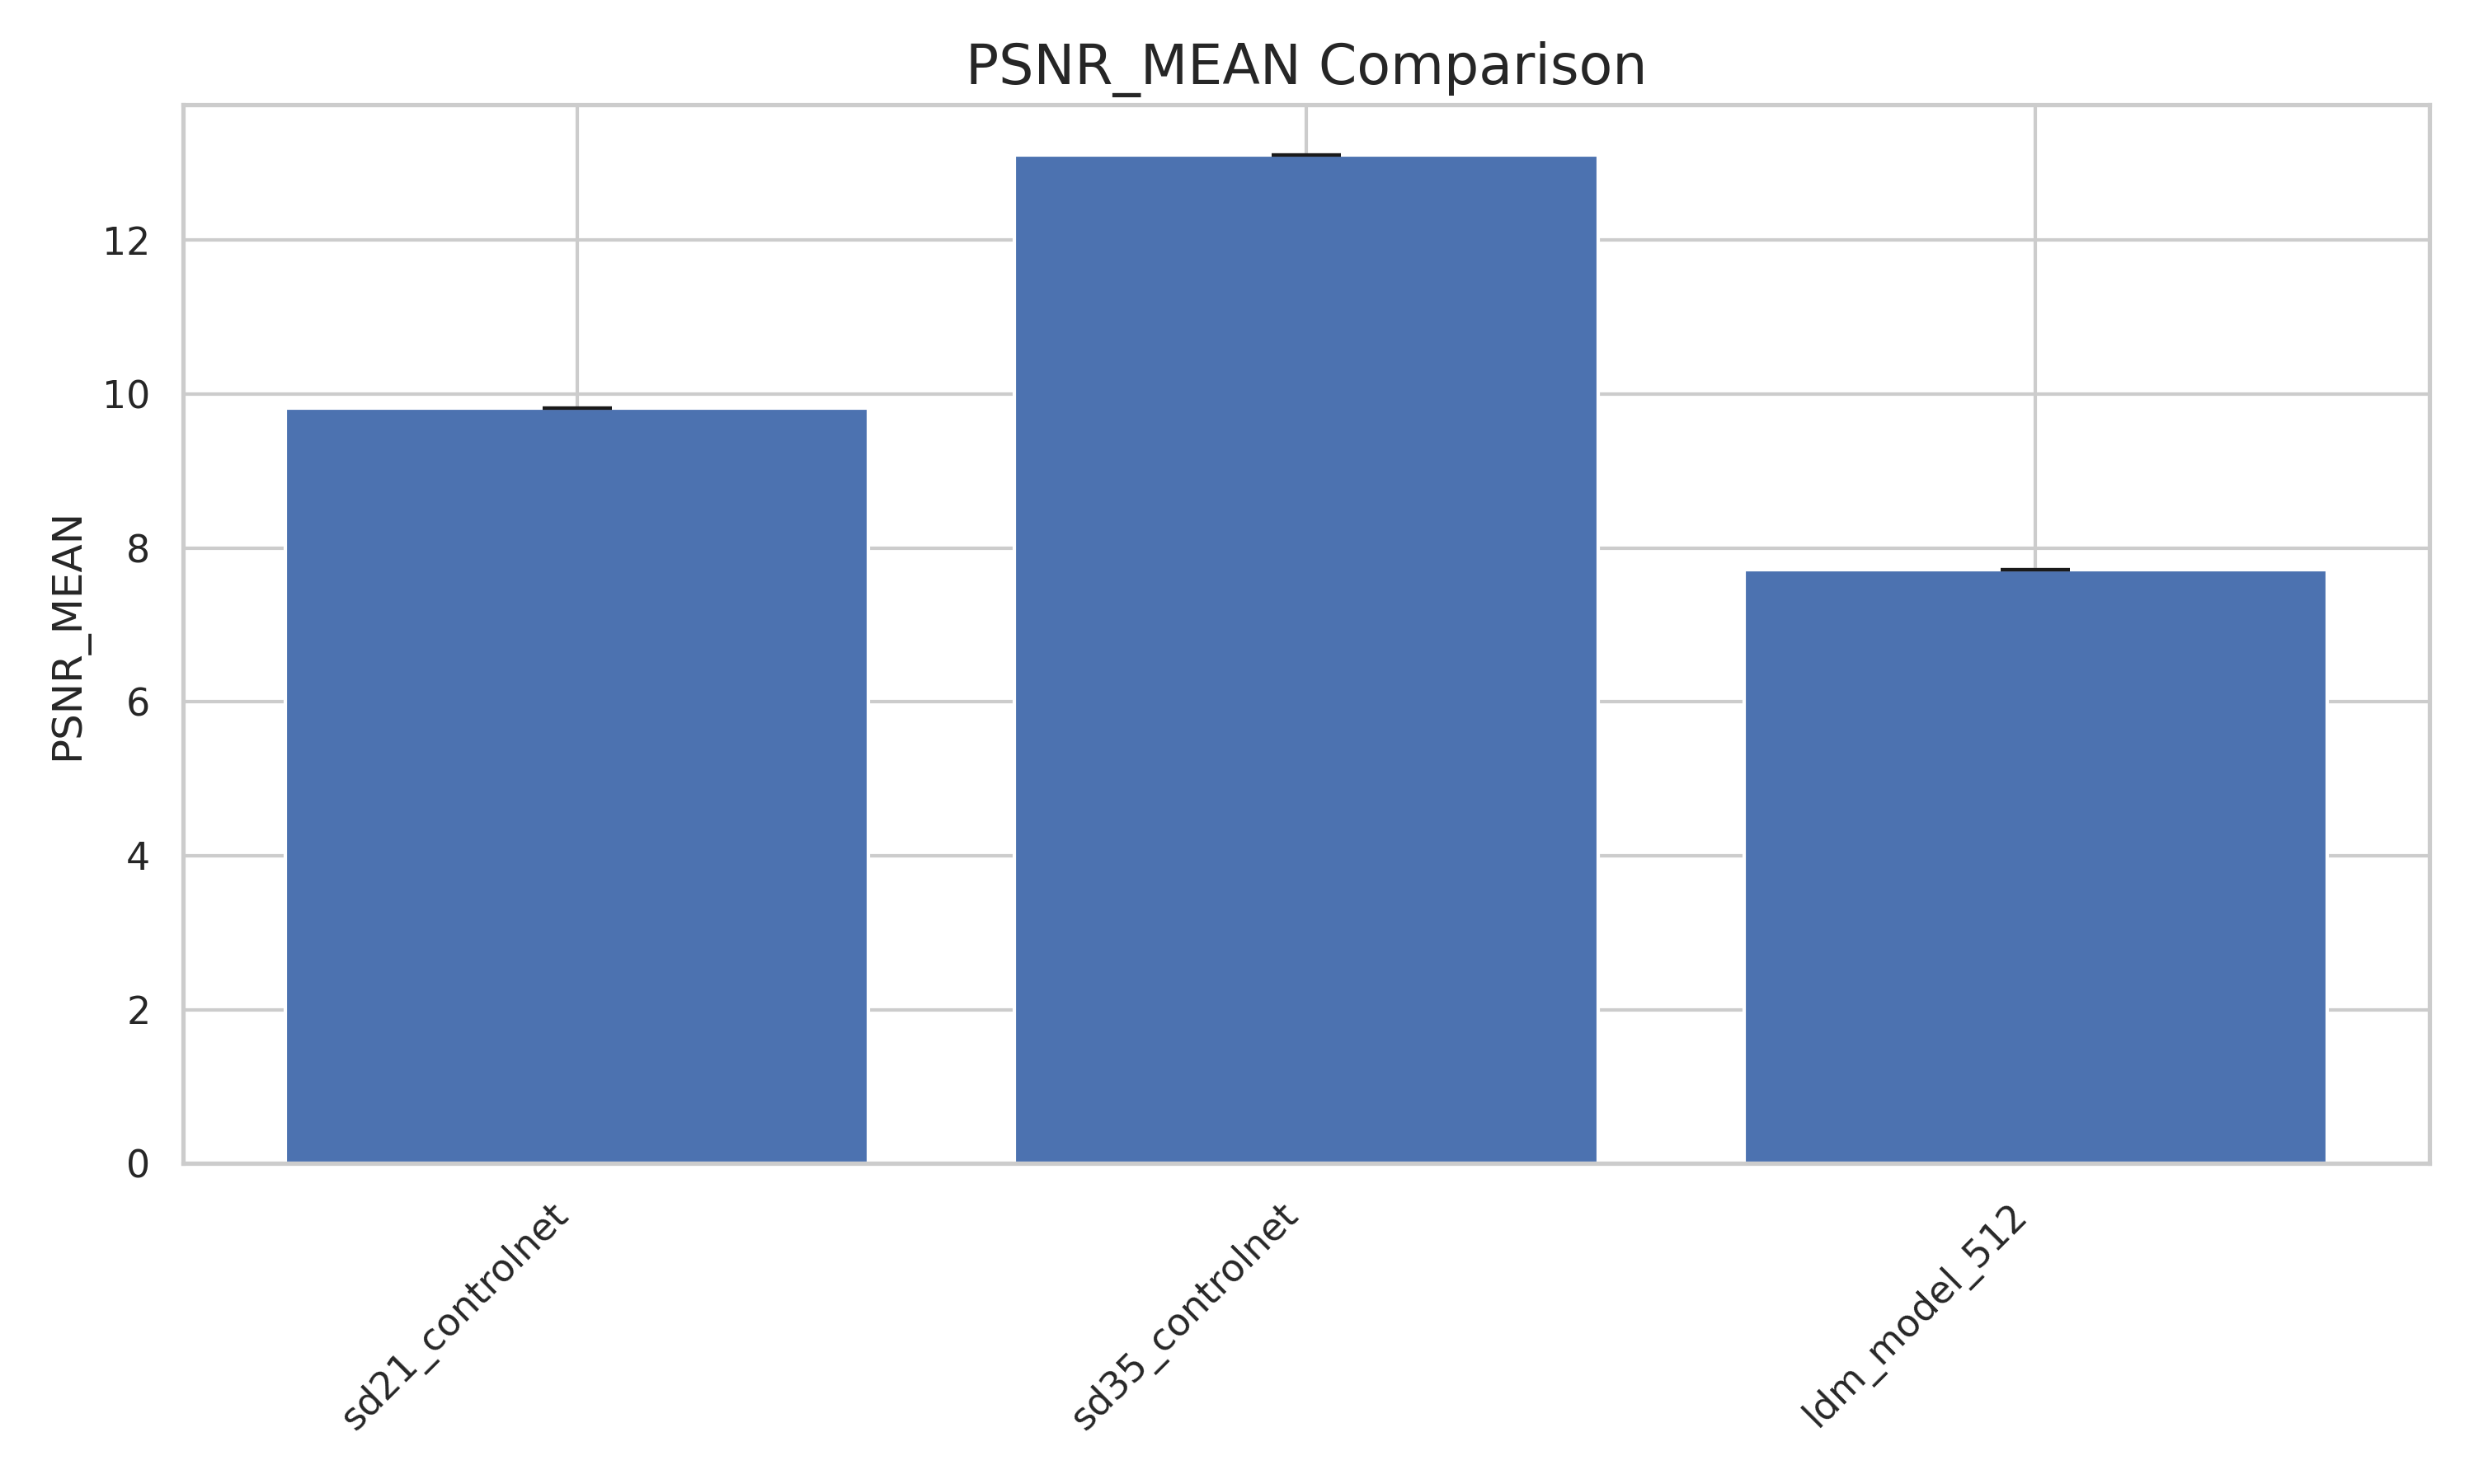 PSNR_MEAN Comparison
PSNR_MEAN
12
10
8
6
4
2
0
sd21_controlnet
sd35_controlnet
ldm_model_512